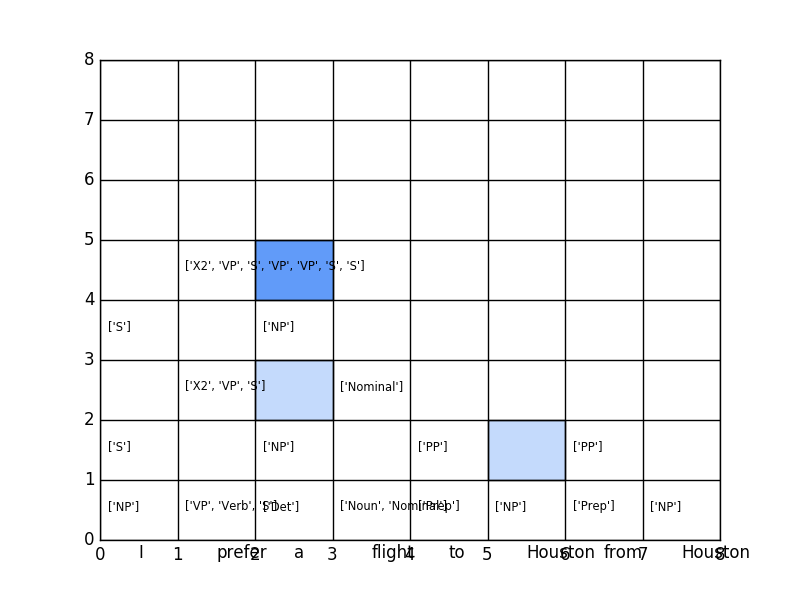 8
7
6
5
['X2', 'VP', 'S', 'VP', 'VP', 'S', 'S']
4
['S'] ['NP']
3
['X2', 'VP', 'S'] ['Nominal']
2
['S'] ['NP'] ['PP'] ['PP']
1
['NP'] ['VP', 'Verb', 'S'] ['Det'] ['Noun', 'Nominal'] ['Prep'] ['NP'] ['Prep'] ['NP']
0
0 1 2 3 4 5 6 7 8
I prefer a flight to Houston from Houston